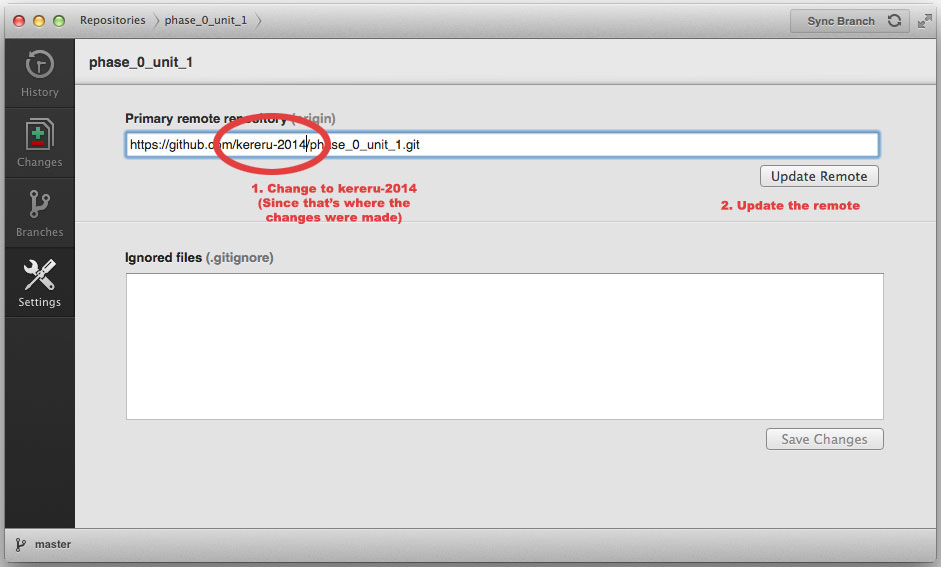 Repositories phase_0_unit_1 Sync Branch
History
Changes
Branches
Settings
phase_0_unit_1
Primary remote repository (origin)
https://github.com/kereru-2014/phase_0_unit_1.git
Update Remote
1. Change to kereru-2014
(Since that's where the
changes were made)
2. Update the remote
Ignored files (.gitignore)
Save Changes
master